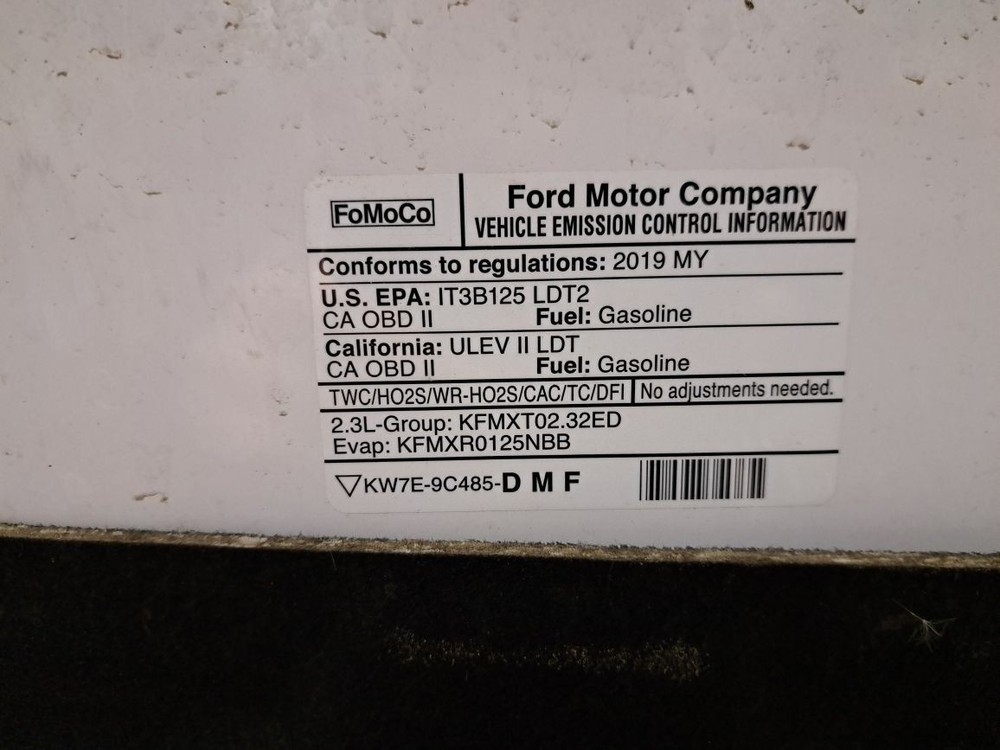 FoMoCo
Ford Motor Company
VEHICLE EMISSION CONTROL INFORMATION
Conforms to regulations: 2019 MY
U.S. EPA: IT3B125 LDT2
CA OBD II Fuel: Gasoline
California: ULEV II LDT
CA OBD II Fuel: Gasoline
TWC/HO2S/WR-HO2S/CAC/TC/DFI No adjustments needed.
2.3L-Group: KFMXT02.32ED
Evap: KFMXR0125NBB
▽KW7E-9C485-D M F